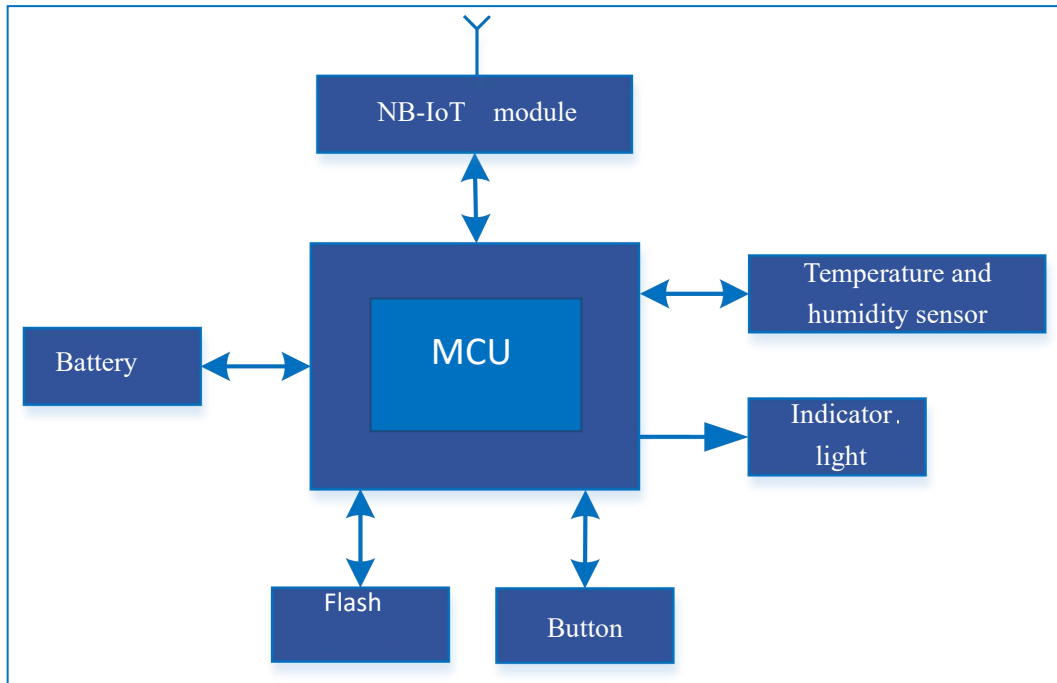 NB-IoT module
Temperature and
humidity sensor
MCU
Battery
Indicator.
light
Flash
Button